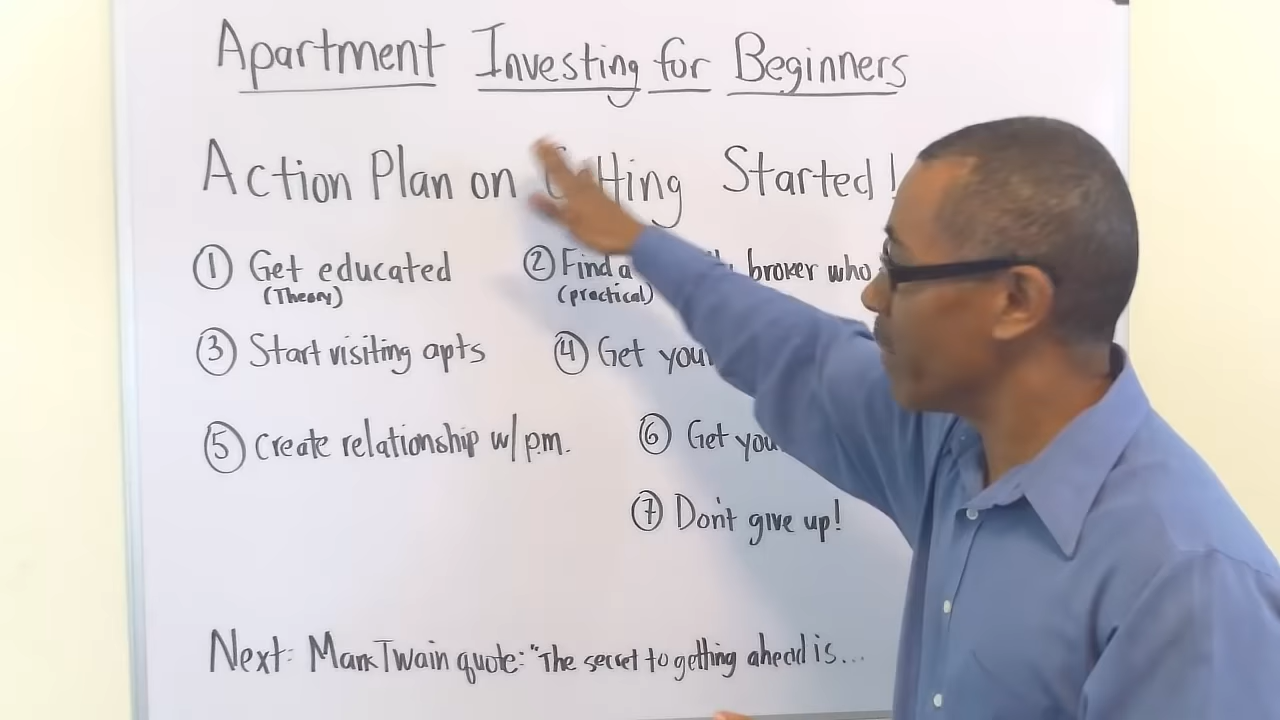 Apartment Investing for Beginners
Action Plan on Getting Started!
① Get educated ② Find a broker who
(Theory) (practical)
③ Start visiting apts ④ Get your
⑤ Create relationship w/ p.m. ⑥ Get
⑦ Don't give up!
Next: Mark Twain quote: "The secret to getting ahead is...